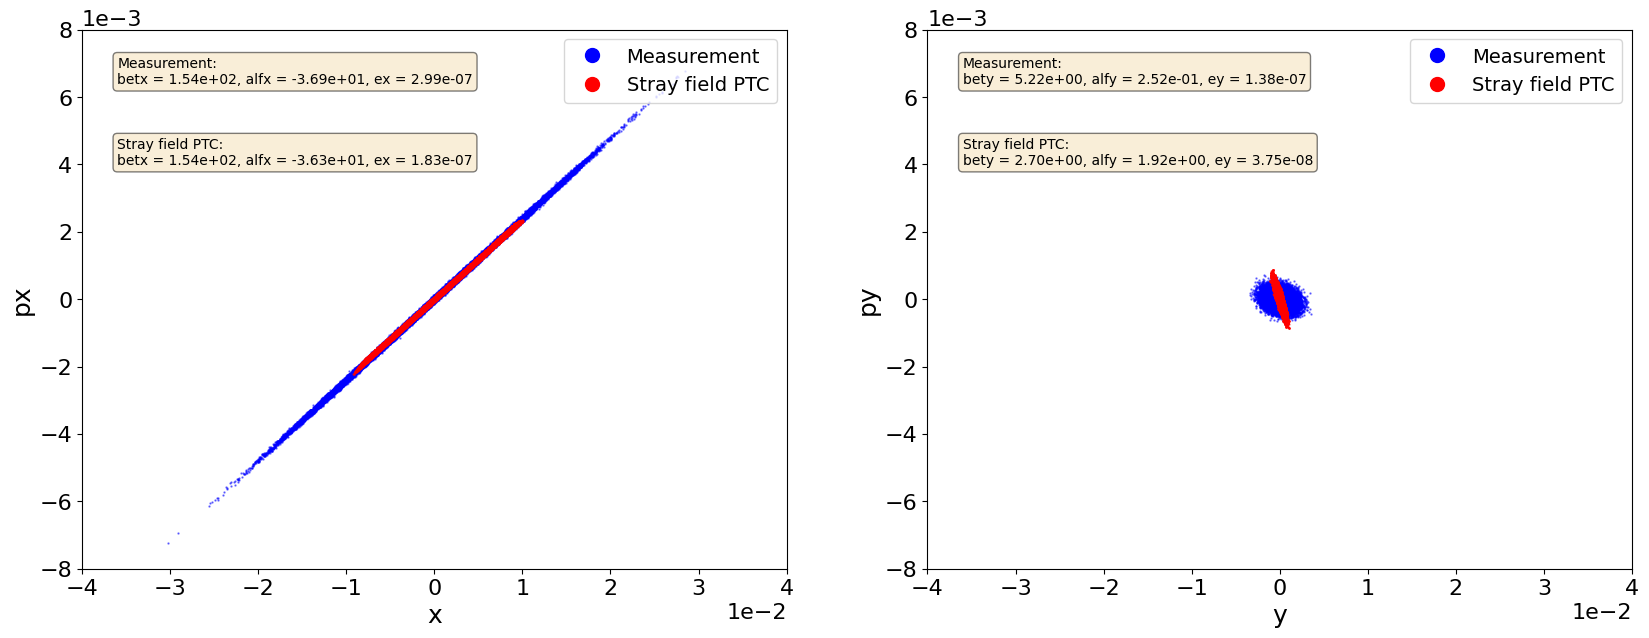 1e−3
8
6
4
2
0
−2
−4
−6
−8
px
Measurement:
betx = 1.54e+02, alfx = -3.69e+01, ex = 2.99e-07
Stray field PTC:
betx = 1.54e+02, alfx = -3.63e+01, ex = 1.83e-07
Measurement
Stray field PTC
−4 −3 −2 −1 0 1 2 3 4
x
1e−2
1e−3
8
6
4
2
0
−2
−4
−6
−8
py
Measurement:
bety = 5.22e+00, alfy = 2.52e-01, ey = 1.38e-07
Stray field PTC:
bety = 2.70e+00, alfy = 1.92e+00, ey = 3.75e-08
Measurement
Stray field PTC
−4 −3 −2 −1 0 1 2 3 4
y
1e−2